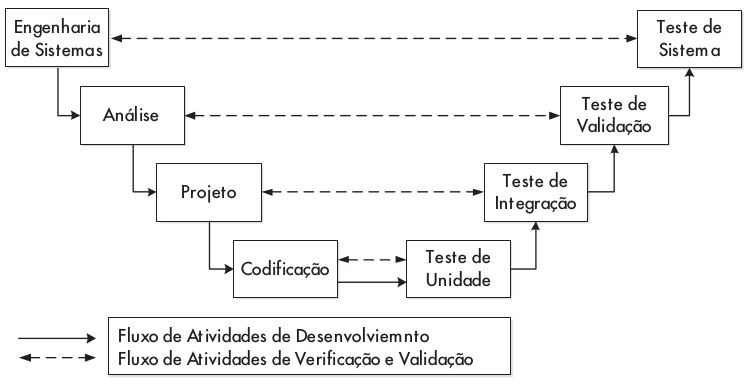 Engenharia
de Sistemas
Teste de
Sistema
Análise
Teste de
Validação
Projeto
Teste de
Integração
Codificação
Teste de
Unidade
Fluxo de Atividades de Desenvolviemnto
Fluxo de Atividades de Verificação e Validação